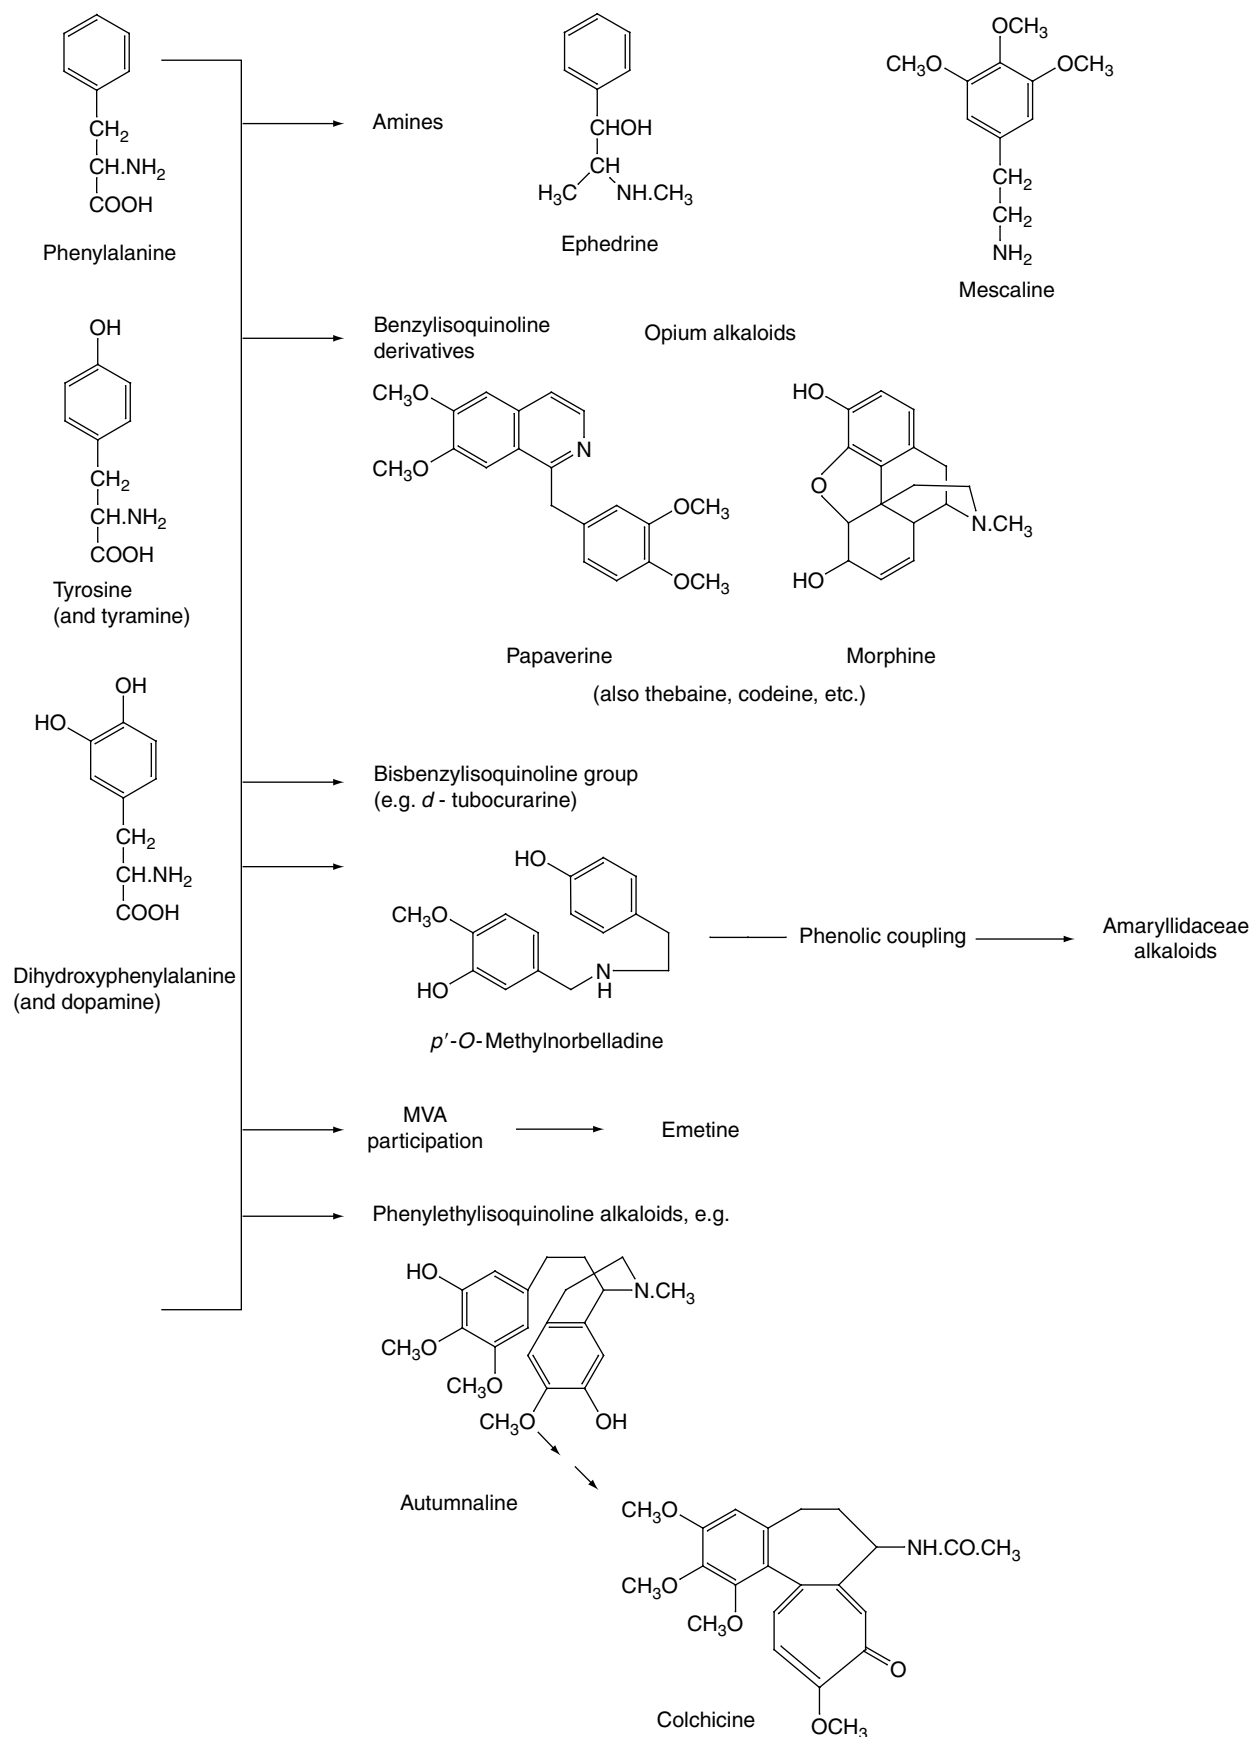 CH₂
CH.NH₂
COOH
Phenylalanine
OH
CH₂
CH.NH₂
COOH
Tyrosine
(and tyramine)
OH
HO
CH₂
CH.NH₂
COOH
Dihydroxyphenylalanine
(and dopamine)
Amines
CHOH
CH
H₃C
NH.CH₃
Ephedrine
OCH₃
CH₃O
OCH₃
CH₂
CH₂
NH₂
Mescaline
Benzylisoquinoline
derivatives
Opium alkaloids
CH₃O
CH₃O
N
OCH₃
OCH₃
Papaverine
HO
O
N.CH₃
HO
Morphine
(also thebaine, codeine, etc.)
Bisbenzylisoquinoline group
(e.g. d - tubocurarine)
HO
CH₃O
HO
N
H
p′-O-Methylnorbelladine
Phenolic coupling
Amaryllidaceae
alkaloids
MVA
participation
Emetine
Phenylethylisoquinoline alkaloids, e.g.
HO
N.CH₃
CH₃O
CH₃O
CH₃O
OH
Autumnaline
CH₃O
NH.CO.CH₃
CH₃O
CH₃O
O
OCH₃
Colchicine